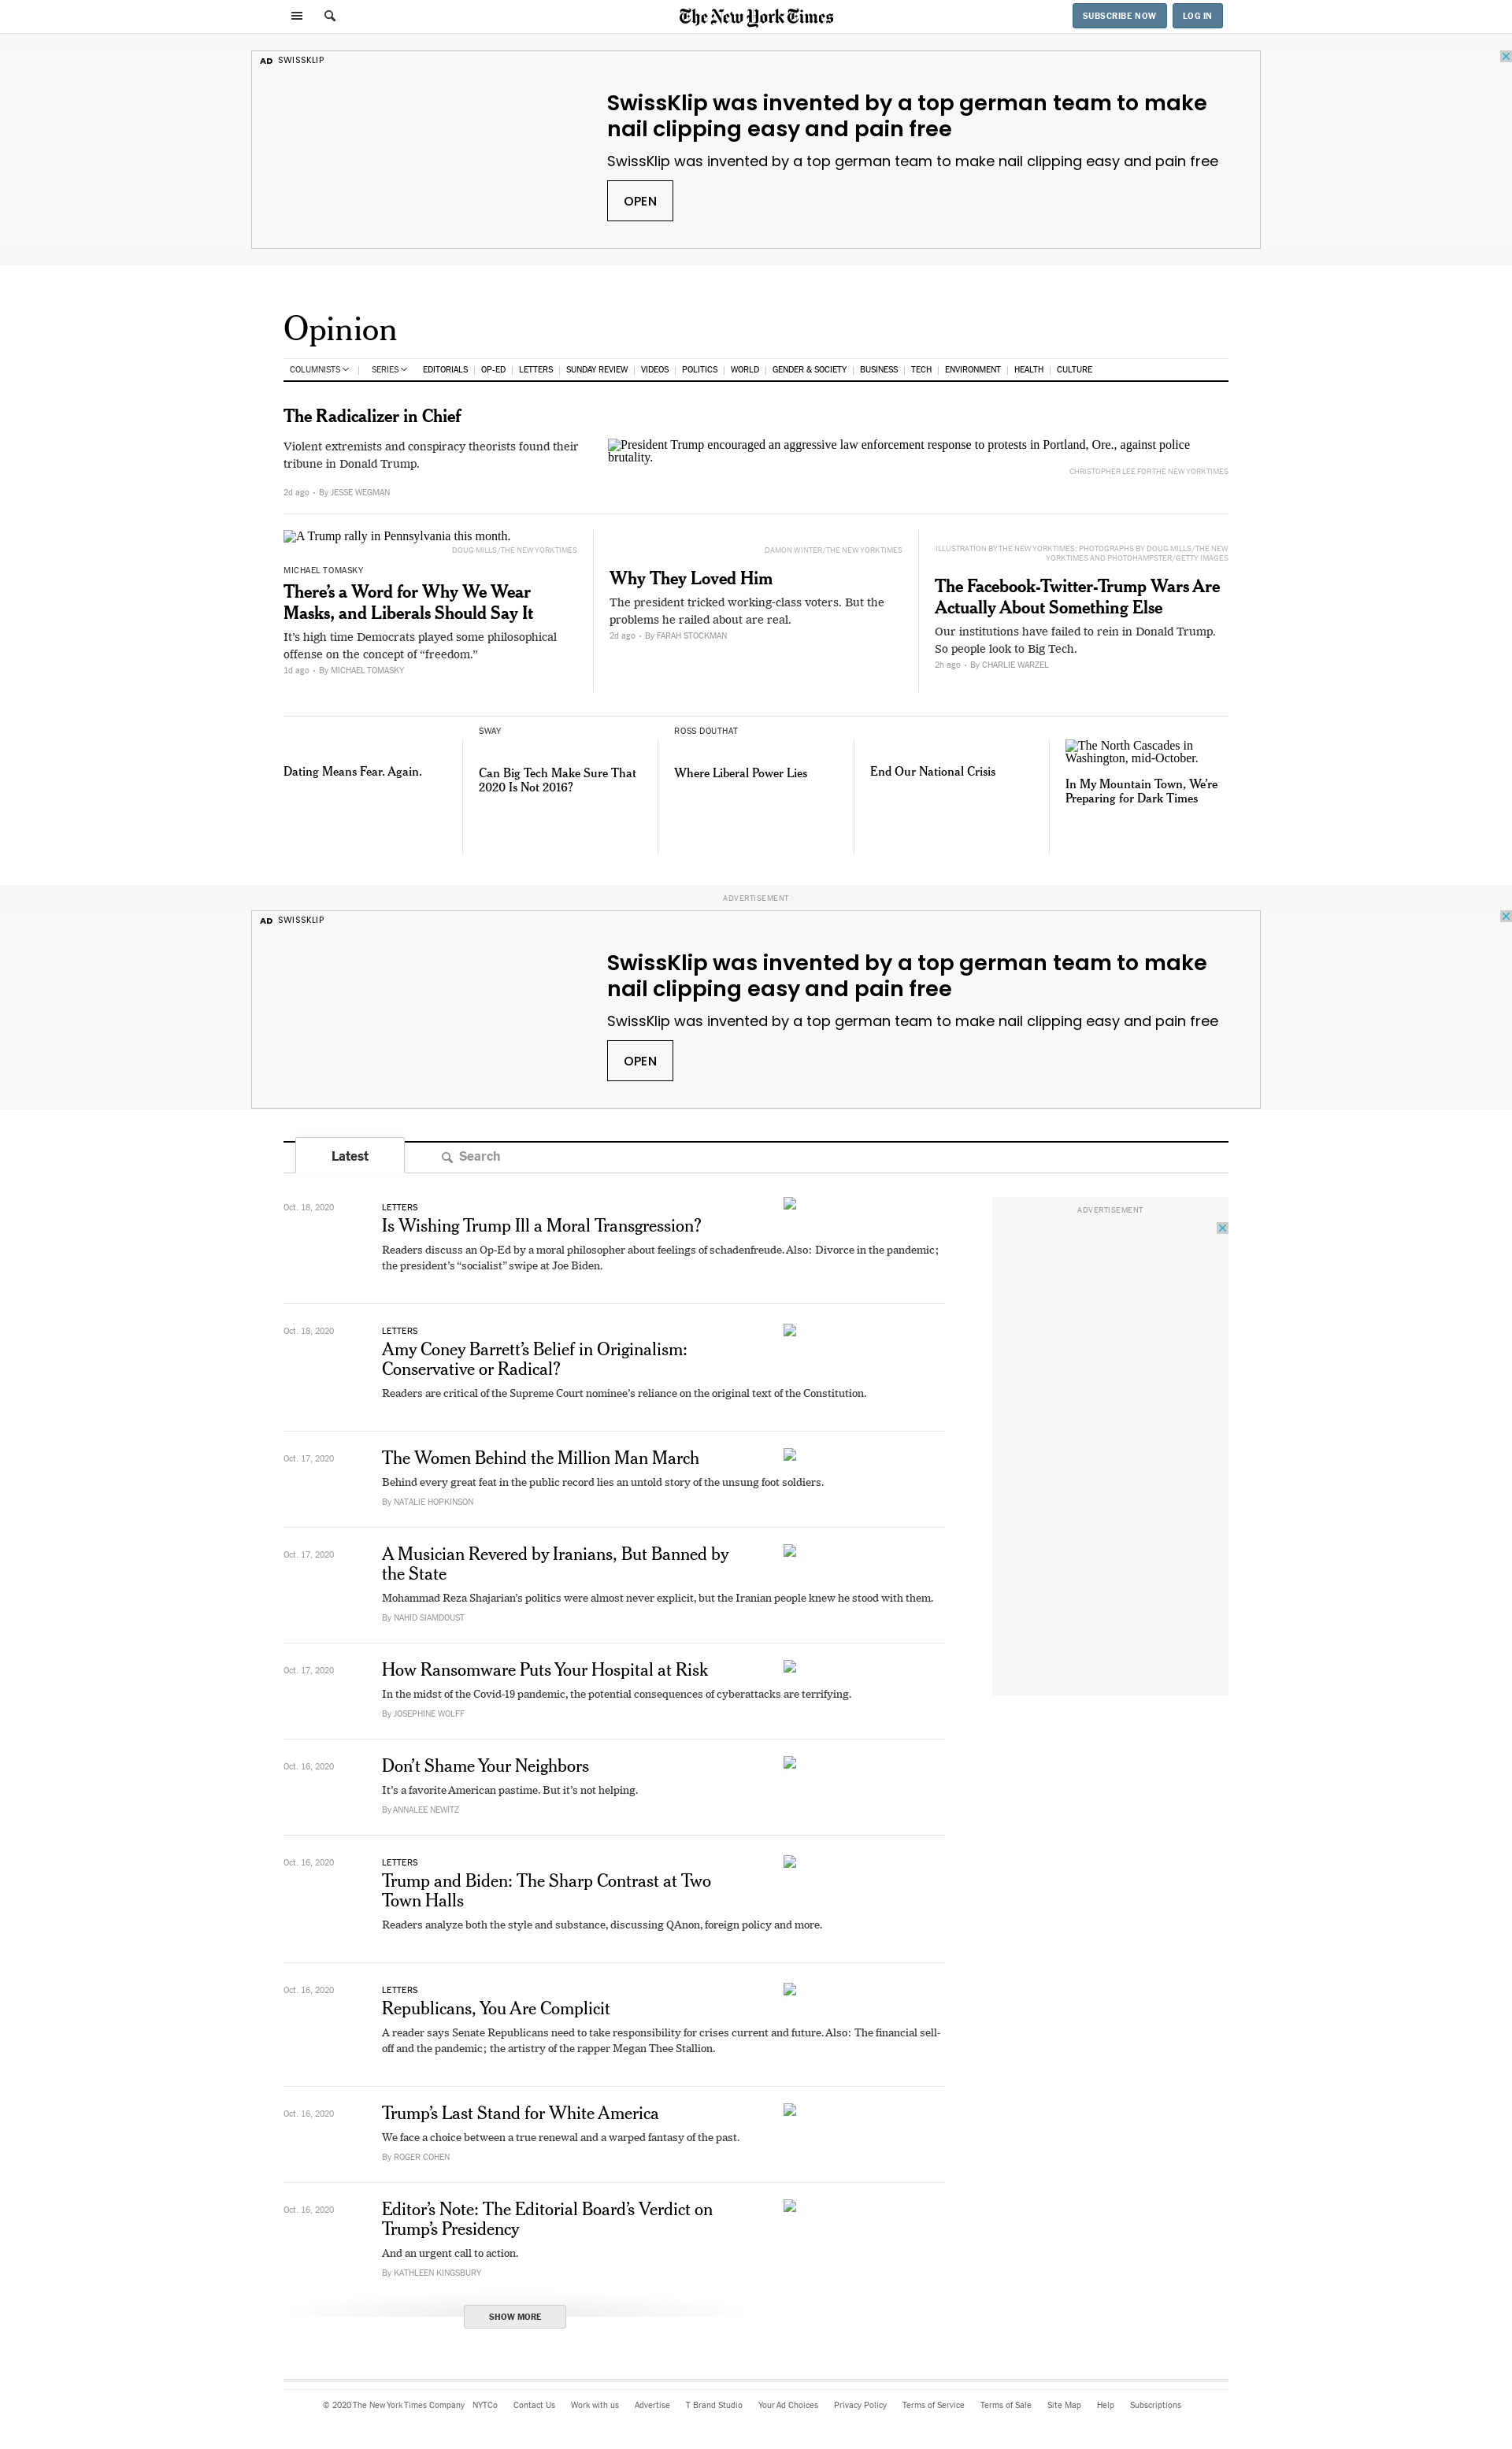 The New York Times
SUBSCRIBE NOW
LOG IN
AD SWISSKLIP
SwissKlip was invented by a top german team to make
nail clipping easy and pain free
SwissKlip was invented by a top german team to make nail clipping easy and pain free
OPEN
Opinion
COLUMNISTS
SERIES
EDITORIALS
OP-ED
LETTERS
SUNDAY REVIEW
VIDEOS
POLITICS
WORLD
GENDER & SOCIETY
BUSINESS
TECH
ENVIRONMENT
HEALTH
CULTURE
The Radicalizer in Chief
Violent extremists and conspiracy theorists found their
tribune in Donald Trump.
2d ago • By JESSE WEGMAN
President Trump encouraged an aggressive law enforcement response to protests in Portland, Ore., against police
brutality.
CHRISTOPHER LEE FOR THE NEW YORK TIMES
A Trump rally in Pennsylvania this month.
DOUG MILLS/THE NEW YORK TIMES
MICHAEL TOMASKY
There’s a Word for Why We Wear
Masks, and Liberals Should Say It
It’s high time Democrats played some philosophical
offense on the concept of “freedom.”
1d ago • By MICHAEL TOMASKY
DAMON WINTER/THE NEW YORK TIMES
Why They Loved Him
The president tricked working-class voters. But the
problems he railed about are real.
2d ago • By FARAH STOCKMAN
ILLUSTRATION BY THE NEW YORK TIMES; PHOTOGRAPHS BY DOUG MILLS/THE NEW
YORK TIMES AND PHOTOHAMPSTER/GETTY IMAGES
The Facebook-Twitter-Trump Wars Are
Actually About Something Else
Our institutions have failed to rein in Donald Trump.
So people look to Big Tech.
2h ago • By CHARLIE WARZEL
Dating Means Fear. Again.
SWAY
Can Big Tech Make Sure That
2020 Is Not 2016?
ROSS DOUTHAT
Where Liberal Power Lies
End Our National Crisis
The North Cascades in
Washington, mid-October.
In My Mountain Town, We’re
Preparing for Dark Times
ADVERTISEMENT
AD SWISSKLIP
SwissKlip was invented by a top german team to make
nail clipping easy and pain free
SwissKlip was invented by a top german team to make nail clipping easy and pain free
OPEN
Latest
Search
ADVERTISEMENT
Oct. 18, 2020
LETTERS
Is Wishing Trump Ill a Moral Transgression?
Readers discuss an Op-Ed by a moral philosopher about feelings of schadenfreude. Also: Divorce in the pandemic;
the president’s “socialist” swipe at Joe Biden.
Oct. 18, 2020
LETTERS
Amy Coney Barrett’s Belief in Originalism:
Conservative or Radical?
Readers are critical of the Supreme Court nominee’s reliance on the original text of the Constitution.
Oct. 17, 2020
The Women Behind the Million Man March
Behind every great feat in the public record lies an untold story of the unsung foot soldiers.
By NATALIE HOPKINSON
Oct. 17, 2020
A Musician Revered by Iranians, But Banned by
the State
Mohammad Reza Shajarian’s politics were almost never explicit, but the Iranian people knew he stood with them.
By NAHID SIAMDOUST
Oct. 17, 2020
How Ransomware Puts Your Hospital at Risk
In the midst of the Covid-19 pandemic, the potential consequences of cyberattacks are terrifying.
By JOSEPHINE WOLFF
Oct. 16, 2020
Don’t Shame Your Neighbors
It’s a favorite American pastime. But it’s not helping.
By ANNALEE NEWITZ
Oct. 16, 2020
LETTERS
Trump and Biden: The Sharp Contrast at Two
Town Halls
Readers analyze both the style and substance, discussing QAnon, foreign policy and more.
Oct. 16, 2020
LETTERS
Republicans, You Are Complicit
A reader says Senate Republicans need to take responsibility for crises current and future. Also: The financial sell-
off and the pandemic; the artistry of the rapper Megan Thee Stallion.
Oct. 16, 2020
Trump’s Last Stand for White America
We face a choice between a true renewal and a warped fantasy of the past.
By ROGER COHEN
Oct. 16, 2020
Editor’s Note: The Editorial Board’s Verdict on
Trump’s Presidency
And an urgent call to action.
By KATHLEEN KINGSBURY
SHOW MORE
© 2020 The New York Times Company NYTCo Contact Us Work with us Advertise T Brand Studio Your Ad Choices Privacy Policy Terms of Service Terms of Sale Site Map Help Subscriptions